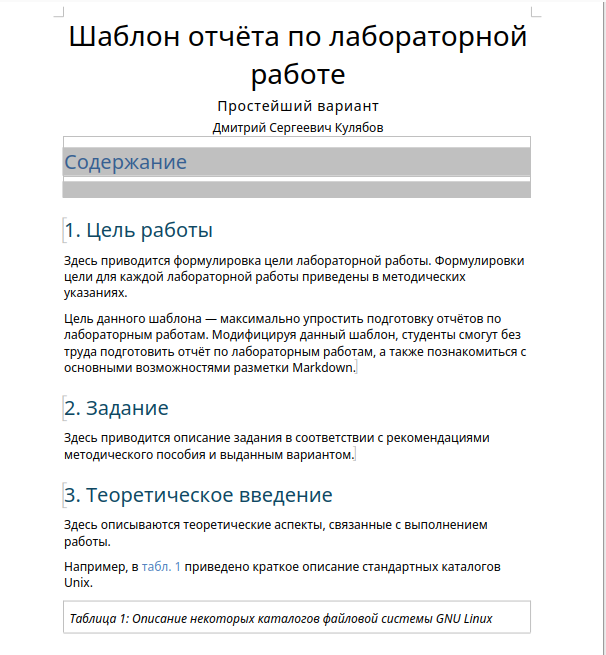 Шаблон отчёта по лабораторной
работе
Простейший вариант
Дмитрий Сергеевич Кулябов
Содержание
1. Цель работы
Здесь приводится формулировка цели лабораторной работы. Формулировки
цели для каждой лабораторной работы приведены в методических
указаниях.
Цель данного шаблона — максимально упростить подготовку отчётов по
лабораторным работам. Модифицируя данный шаблон, студенты смогут без
труда подготовить отчёт по лабораторным работам, а также познакомиться с
основными возможностями разметки Markdown.
2. Задание
Здесь приводится описание задания в соответствии с рекомендациями
методического пособия и выданным вариантом.
3. Теоретическое введение
Здесь описываются теоретические аспекты, связанные с выполнением
работы.
Например, в табл. 1 приведено краткое описание стандартных каталогов
Unix.
Таблица 1: Описание некоторых каталогов файловой системы GNU Linux